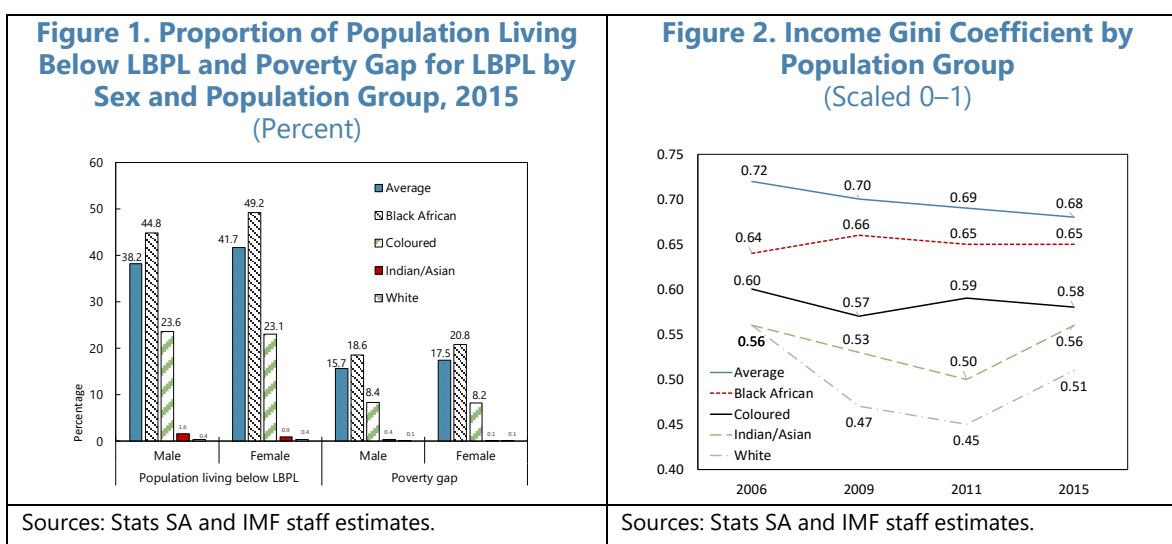 Figure 1. Proportion of Population Living
Below LBPL and Poverty Gap for LBPL by
Sex and Population Group, 2015
(Percent)
60
50
40
30
20
10
0
Percentage
Average
Black African
Coloured
Indian/Asian
White
38.2
44.8
23.6
1.6
0.4
41.7
49.2
23.1
0.9
0.4
15.7
18.6
8.4
0.4
0.1
17.5
20.8
8.2
0.1
0.1
Male
Female
Male
Female
Population living below LBPL
Poverty gap
Sources: Stats SA and IMF staff estimates.
Figure 2. Income Gini Coefficient by
Population Group
(Scaled 0–1)
0.75
0.70
0.65
0.60
0.55
0.50
0.45
0.40
0.72
0.70
0.69
0.68
0.64
0.66
0.65
0.65
0.60
0.57
0.59
0.58
0.56
0.53
0.50
0.56
0.47
0.45
0.51
Average
Black African
Coloured
Indian/Asian
White
2006
2009
2011
2015
Sources: Stats SA and IMF staff estimates.